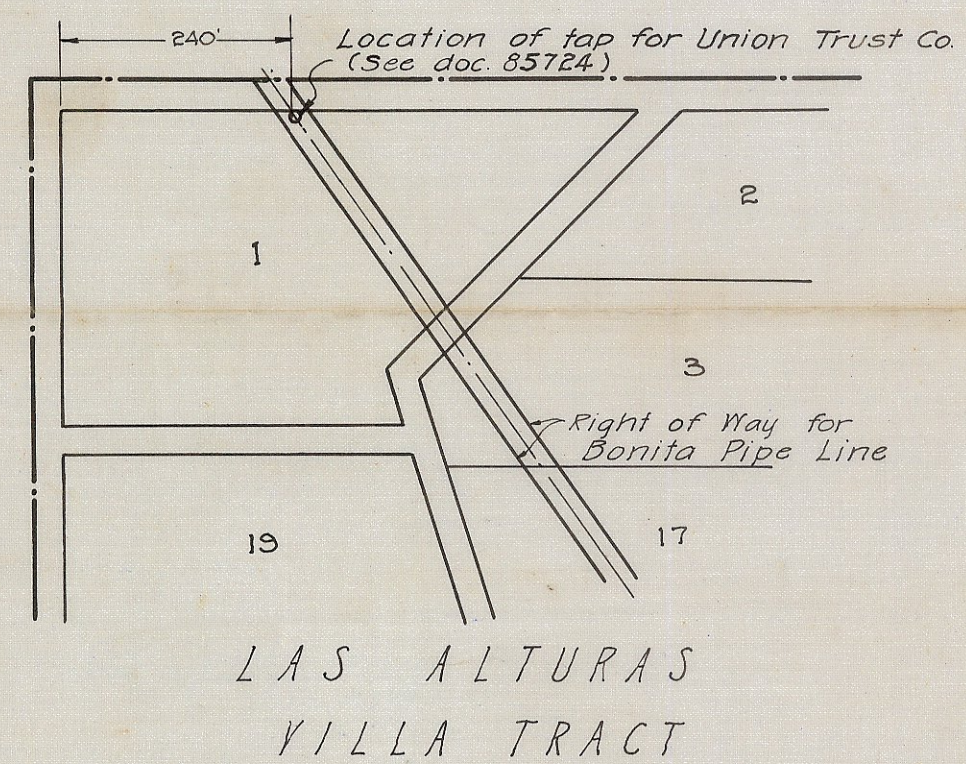 240'
Location of tap for Union Trust Co.
(See doc. 85724)
2
1
3
Right of Way for
Bonita Pipe Line
17
19
LAS ALTURAS
VILLA TRACT